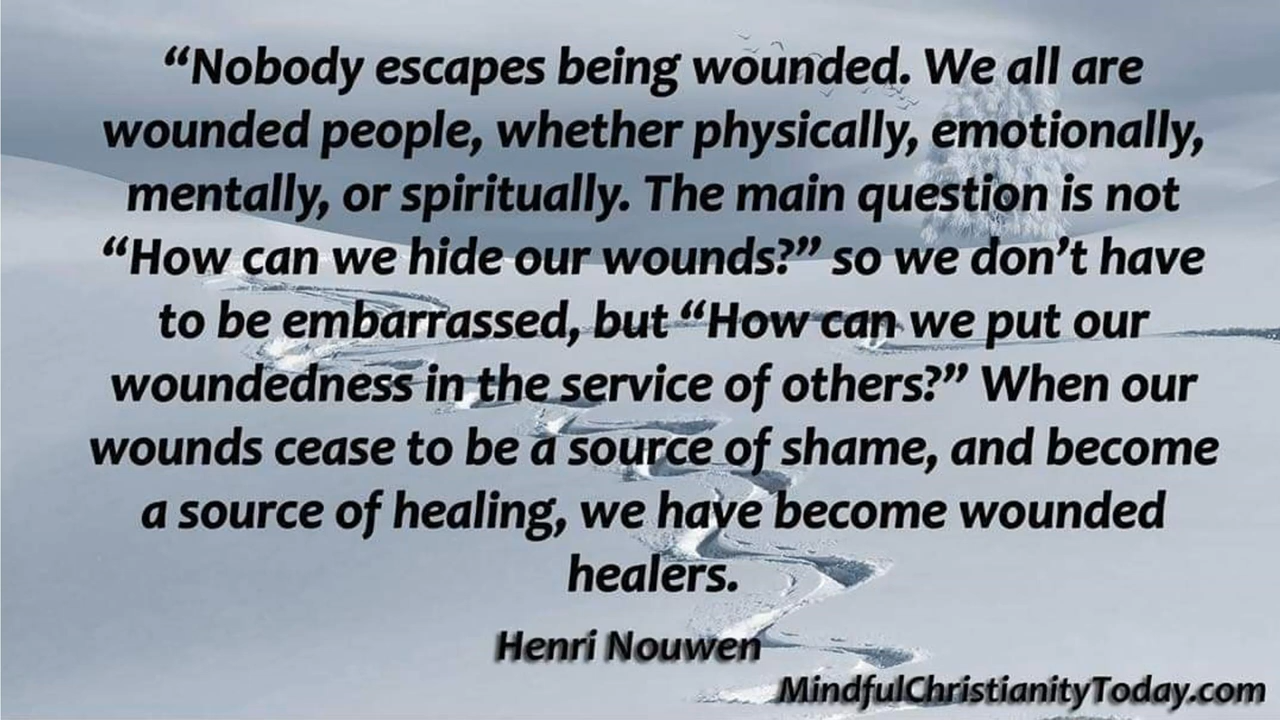 “Nobody escapes being wounded. We all are
wounded people, whether physically, emotionally,
mentally, or spiritually. The main question is not
“How can we hide our wounds?” so we don’t have
to be embarrassed, but “How can we put our
woundedness in the service of others?” When our
wounds cease to be a source of shame, and become
a source of healing, we have become wounded
healers.
Henri Nouwen
MindfulChristianityToday.com